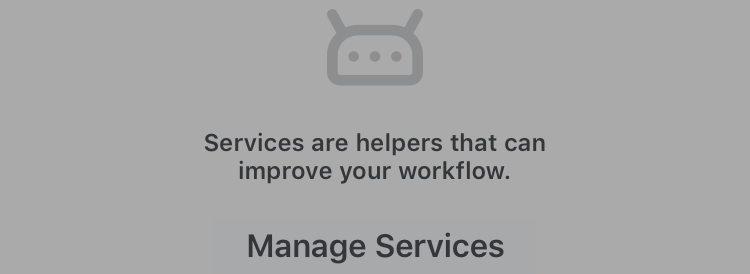 Services are helpers that can
improve your workflow.
Manage Services